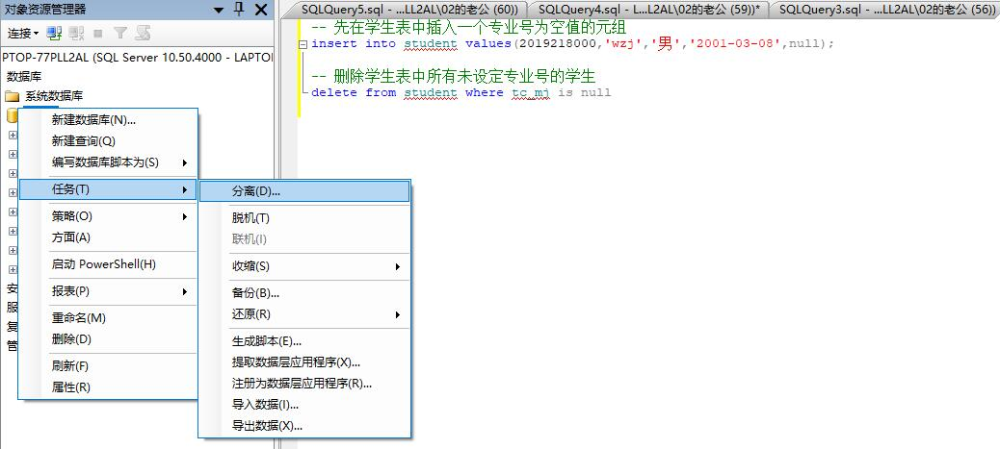 对象资源管理器
连接
PTOP-77PLL2AL (SQL Server 10.50.4000 - LAPTO
数据库
系统数据库
安
服
复
管
新建数据库(N)...
新建查询(Q)
编写数据库脚本为(S)
任务(T)
策略(O)
方面(A)
启动 PowerShell(H)
报表(P)
重命名(M)
删除(D)
刷新(F)
属性(R)
分离(D)...
脱机(T)
联机(I)
收缩(S)
备份(B)...
还原(R)
生成脚本(E)...
提取数据层应用程序(X)...
注册为数据层应用程序(R)...
导入数据(I)...
导出数据(X)...
SQLQuery5.sql - ...LL2AL\02的老公 (60))
SQLQuery4.sql - L...LL2AL\02的老公 (59))*
SQLQuery3.sql - ...LL2AL\02的老公 (56))
-- 先在学生表中插入一个专业号为空值的元组
insert into student values(2019218000,'wzj','男','2001-03-08',null);
-- 删除学生表中所有未设定专业号的学生
delete from student where tc_mj is null